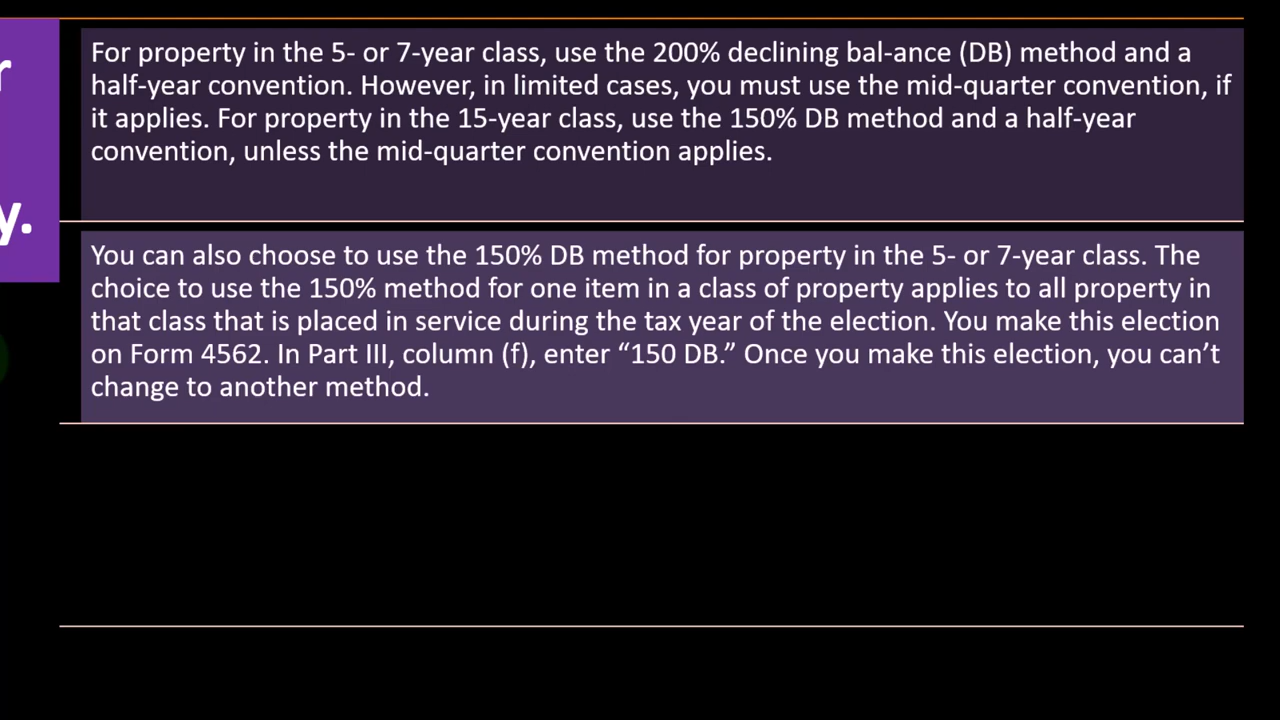 For property in the 5- or 7-year class, use the 200% declining bal-ance (DB) method and a
half-year convention. However, in limited cases, you must use the mid-quarter convention, if
it applies. For property in the 15-year class, use the 150% DB method and a half-year
convention, unless the mid-quarter convention applies.
You can also choose to use the 150% DB method for property in the 5- or 7-year class. The
choice to use the 150% method for one item in a class of property applies to all property in
that class that is placed in service during the tax year of the election. You make this election
on Form 4562. In Part III, column (f), enter “150 DB.” Once you make this election, you can’t
change to another method.